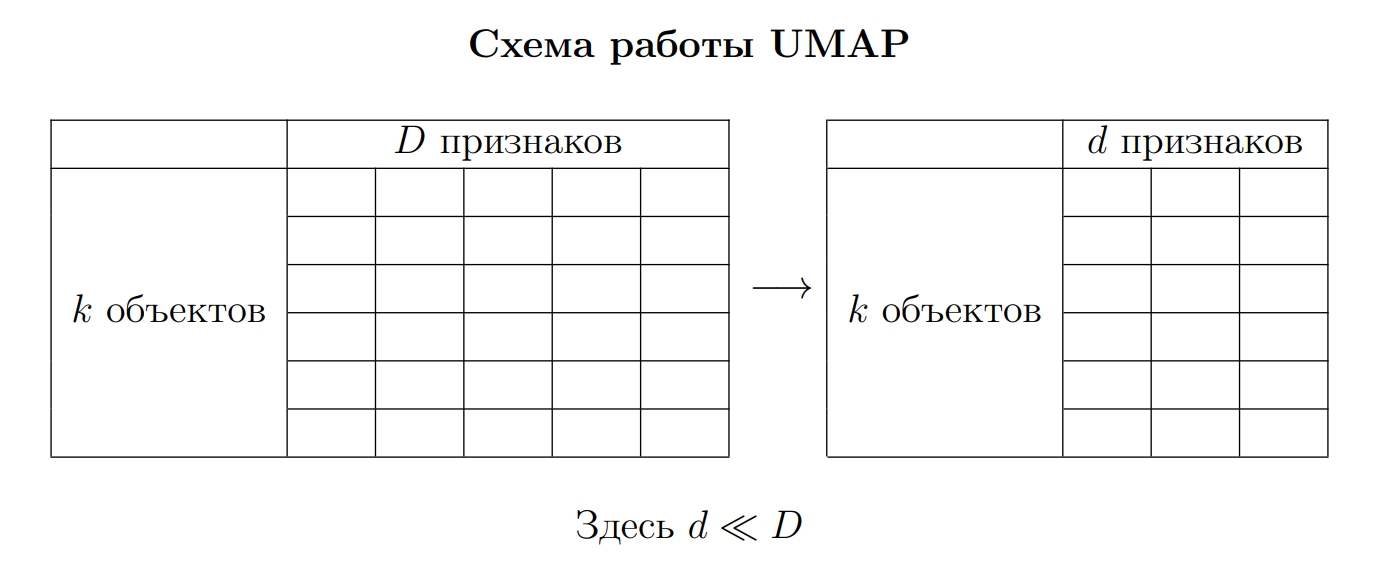 Схема работы UMAP
D признаков
k объектов
⟶
d признаков
k объектов
Здесь d ≪ D